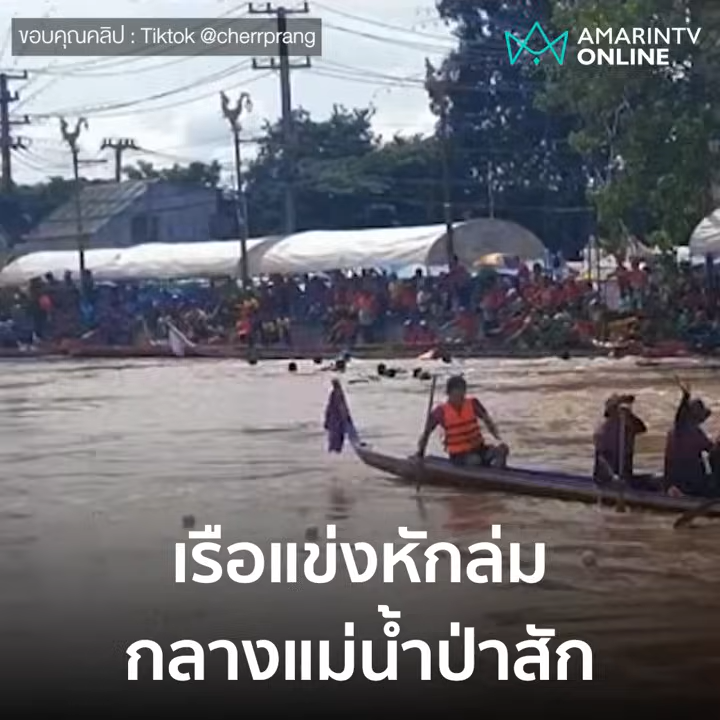 ขอบคุณคลิป : Tiktok @cherrprang
AMARINTV
ONLINE
เรือแข่งหักล่ม
กลางแม่น้ำป่าสัก